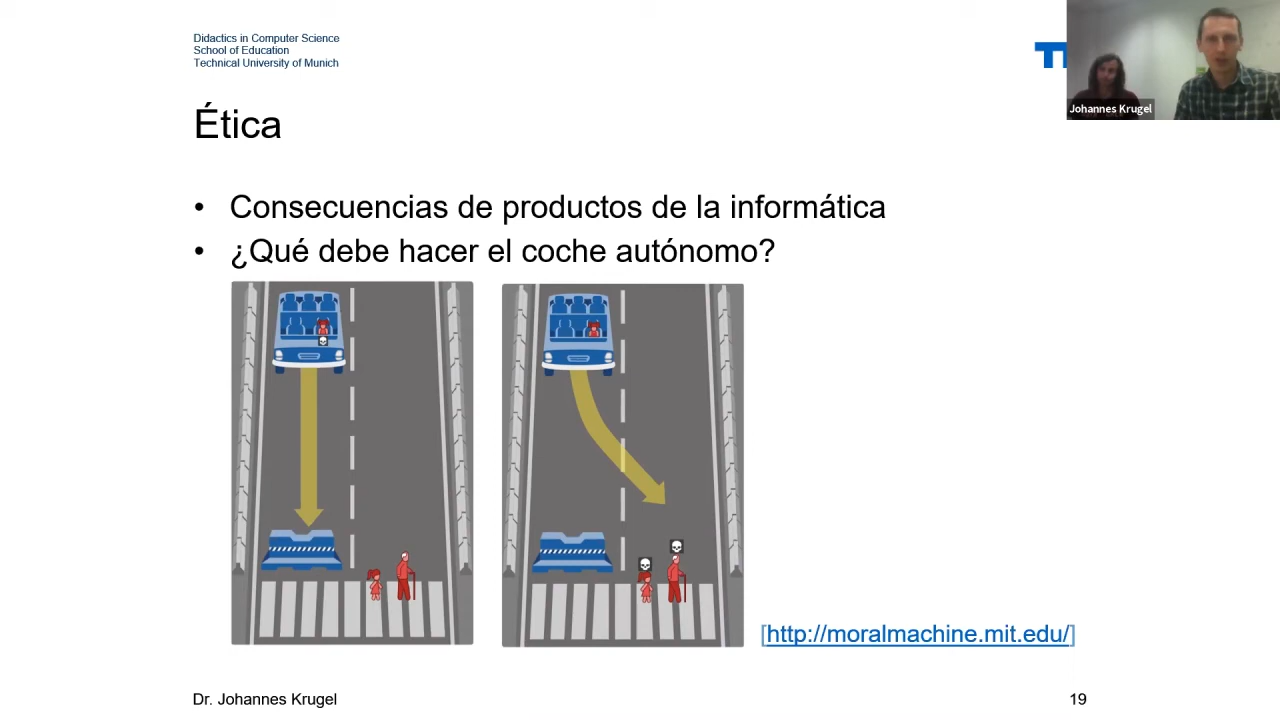 Didactics in Computer Science
School of Education
Technical University of Munich
Johannes Krugel
Ética
• Consecuencias de productos de la informática
• ¿Qué debe hacer el coche autónomo?
[http://moralmachine.mit.edu/]
Dr. Johannes Krugel
19